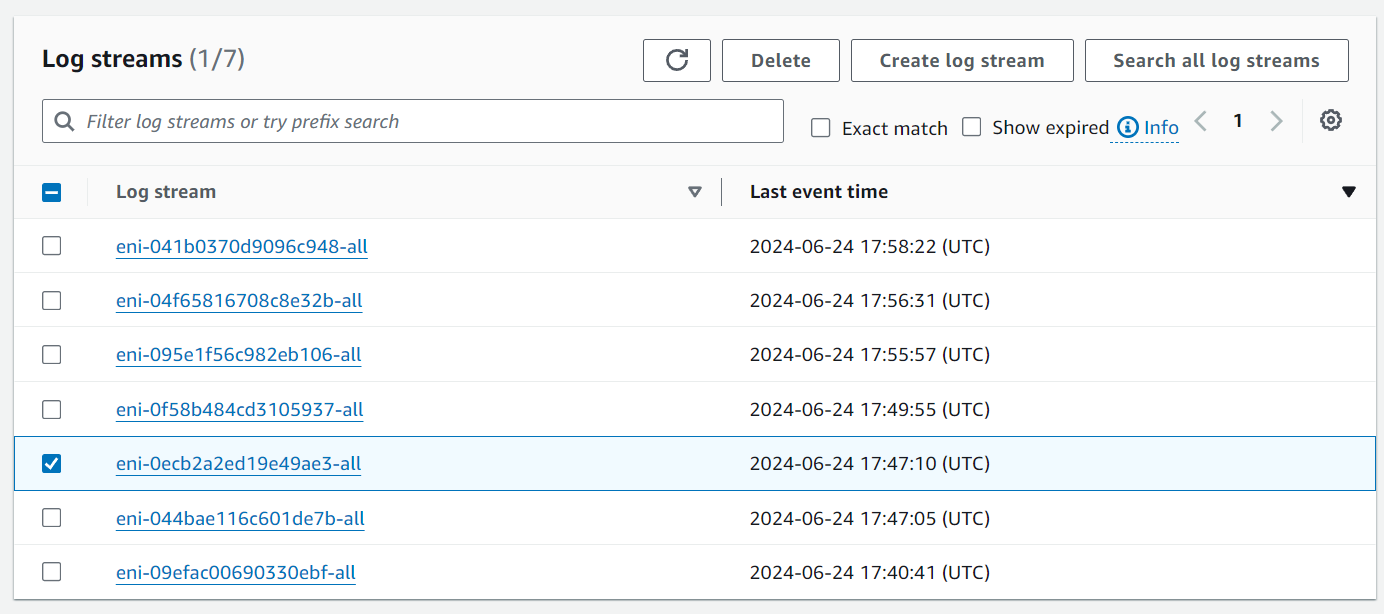 Log streams (1/7)
Delete
Create log stream
Search all log streams
Filter log streams or try prefix search
Exact match
Show expired
Info
1
Log stream
Last event time
eni-041b0370d9096c948-all 2024-06-24 17:58:22 (UTC)
eni-04f65816708c8e32b-all 2024-06-24 17:56:31 (UTC)
eni-095e1f56c982eb106-all 2024-06-24 17:55:57 (UTC)
eni-0f58b484cd3105937-all 2024-06-24 17:49:55 (UTC)
eni-0ecb2a2ed19e49ae3-all 2024-06-24 17:47:10 (UTC)
eni-044bae116c601de7b-all 2024-06-24 17:47:05 (UTC)
eni-09efac00690330ebf-all 2024-06-24 17:40:41 (UTC)